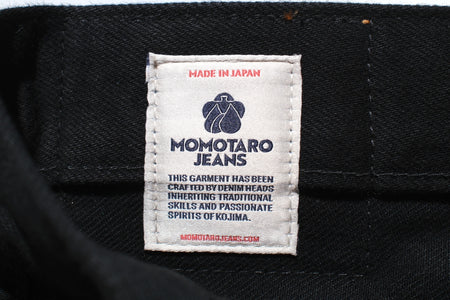 MADE IN JAPAN
MOMOTARO
JEANS
THIS GARMENT HAS BEEN
CRAFTED BY DENIM HEADS
INHERITING TRADITIONAL
SKILLS AND PASSIONATE
SPIRITS OF KOJIMA.
MOMOTAROJEANS.COM